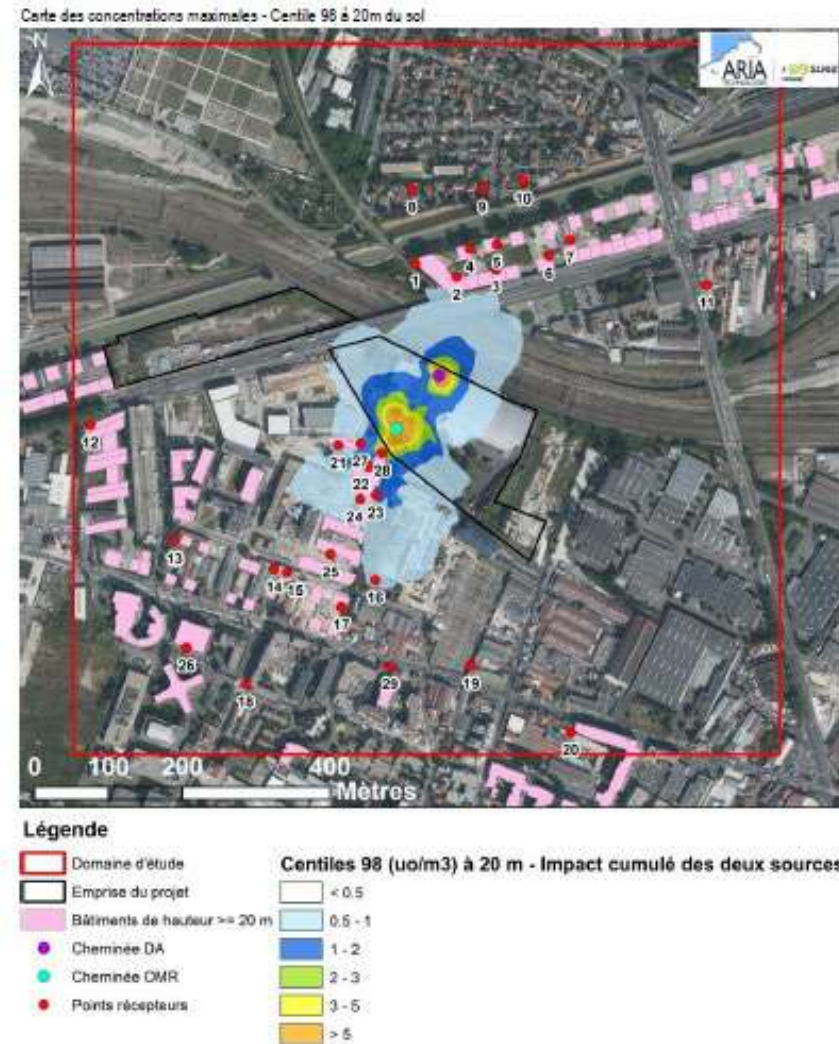 Carte des concentrations maximales - Centile 98 à 20m du sol
N
ARIA
8
9
10
4
5
7
1
2
3
6
11
12
21
27
28
22
24
23
13
14
15
25
16
17
26
18
29
19
20
0 100 200 400
Mètres
Légende
Domaine d'étude
Emprise du projet
Bâtiments de hauteur >= 20 m
Cheminée DA
Cheminée OMR
Points récepteurs
Centiles 98 (uo/m3) à 20 m - Impact cumulé des deux sources
< 0.5
0.5 - 1
1 - 2
2 - 3
3 - 5
> 5